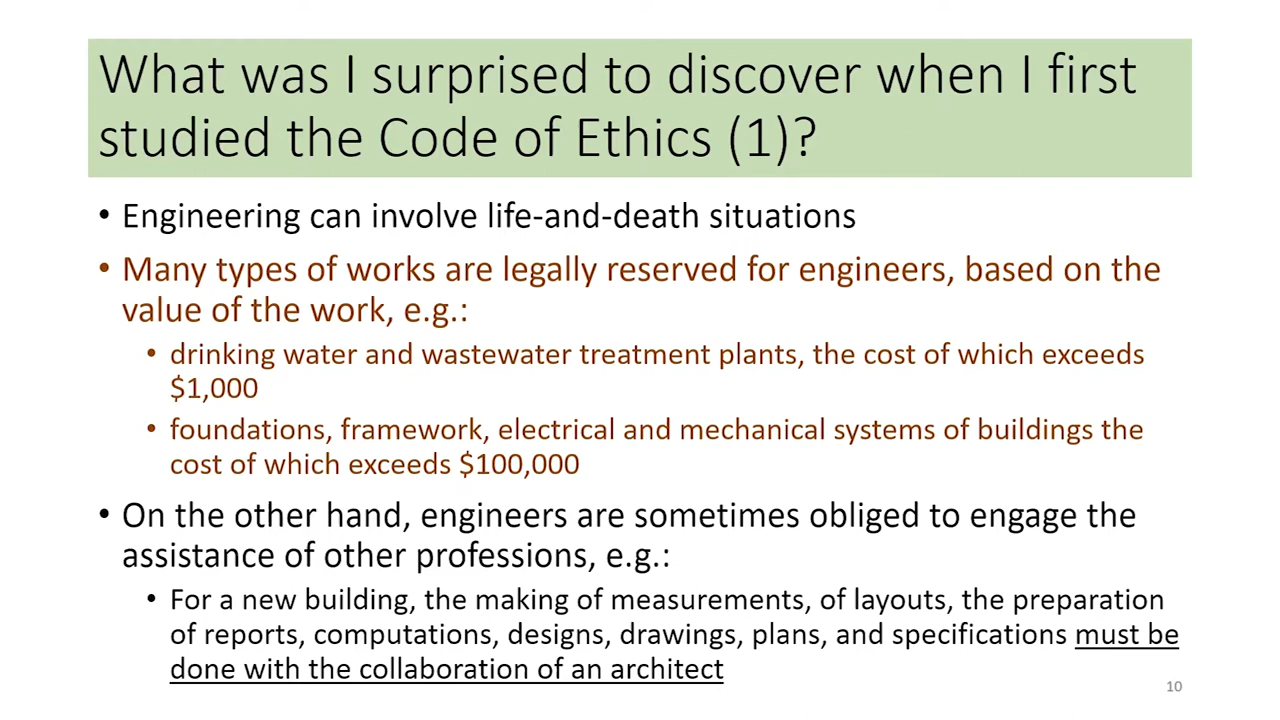 What was I surprised to discover when I first
studied the Code of Ethics (1)?
• Engineering can involve life-and-death situations
• Many types of works are legally reserved for engineers, based on the
value of the work, e.g.:
• drinking water and wastewater treatment plants, the cost of which exceeds
$1,000
• foundations, framework, electrical and mechanical systems of buildings the
cost of which exceeds $100,000
• On the other hand, engineers are sometimes obliged to engage the
assistance of other professions, e.g.:
• For a new building, the making of measurements, of layouts, the preparation
of reports, computations, designs, drawings, plans, and specifications must be
done with the collaboration of an architect
10